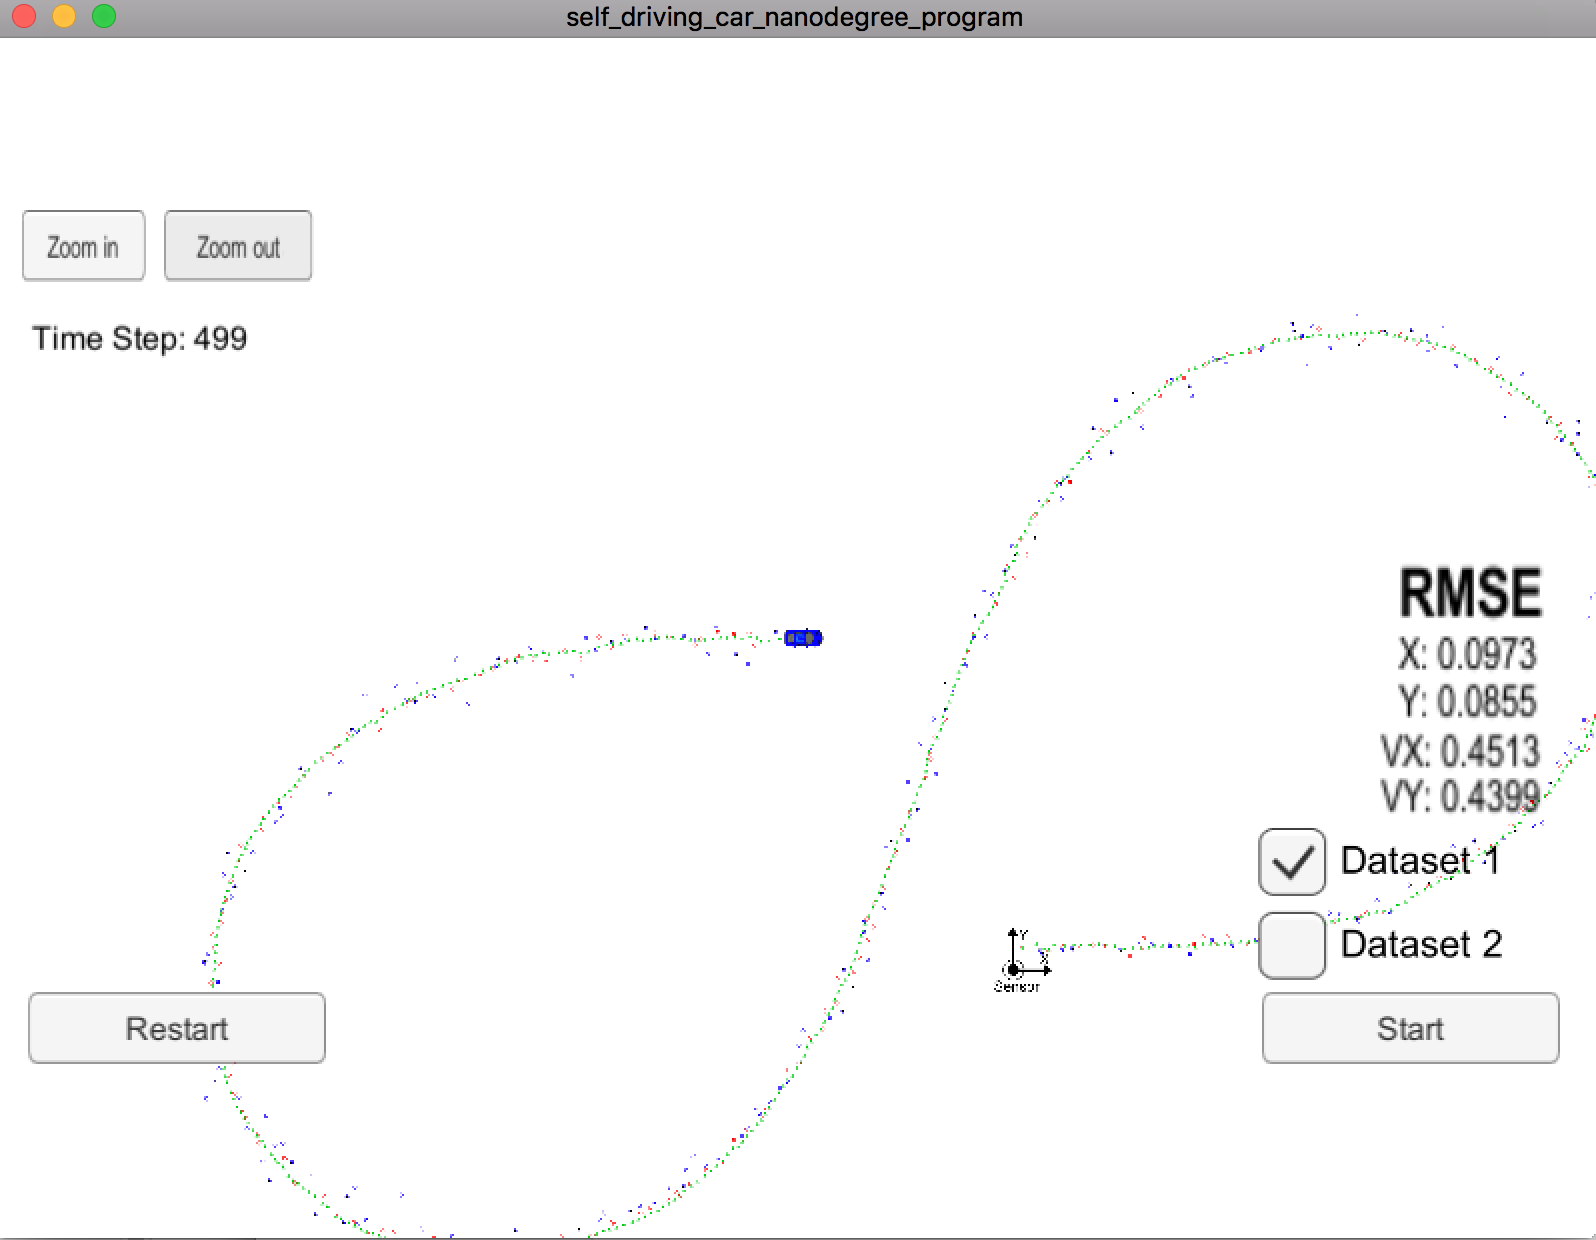 self_driving_car_nanodegree_program
Zoom in
Zoom out
Time Step: 499
RMSE
X: 0.0973
Y: 0.0855
VX: 0.4513
VY: 0.4399
Dataset 1
Y
Dataset 2
X
Sensor
Restart
Start